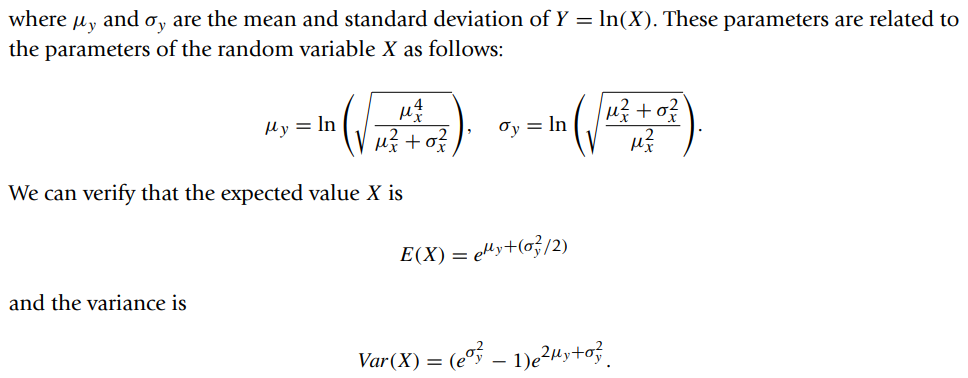 where μ_y and σ_y are the mean and standard deviation of Y = ln(X). These parameters are related to
the parameters of the random variable X as follows:
μ_y = ln(√(μ_x^4 / (μ_x^2 + σ_x^2))), σ_y = ln(√((μ_x^2 + σ_x^2) / μ_x^2)).
We can verify that the expected value X is
E(X) = e^{μ_y+(σ_y^2/2)}
and the variance is
Var(X) = (e^{σ_y^2} − 1)e^{2μ_y+σ_y^2}.